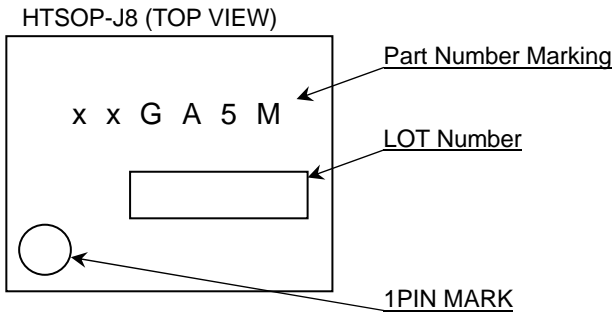 HTSOP-J8 (TOP VIEW)
Part Number Marking
x x G A 5 M
LOT Number
1PIN MARK